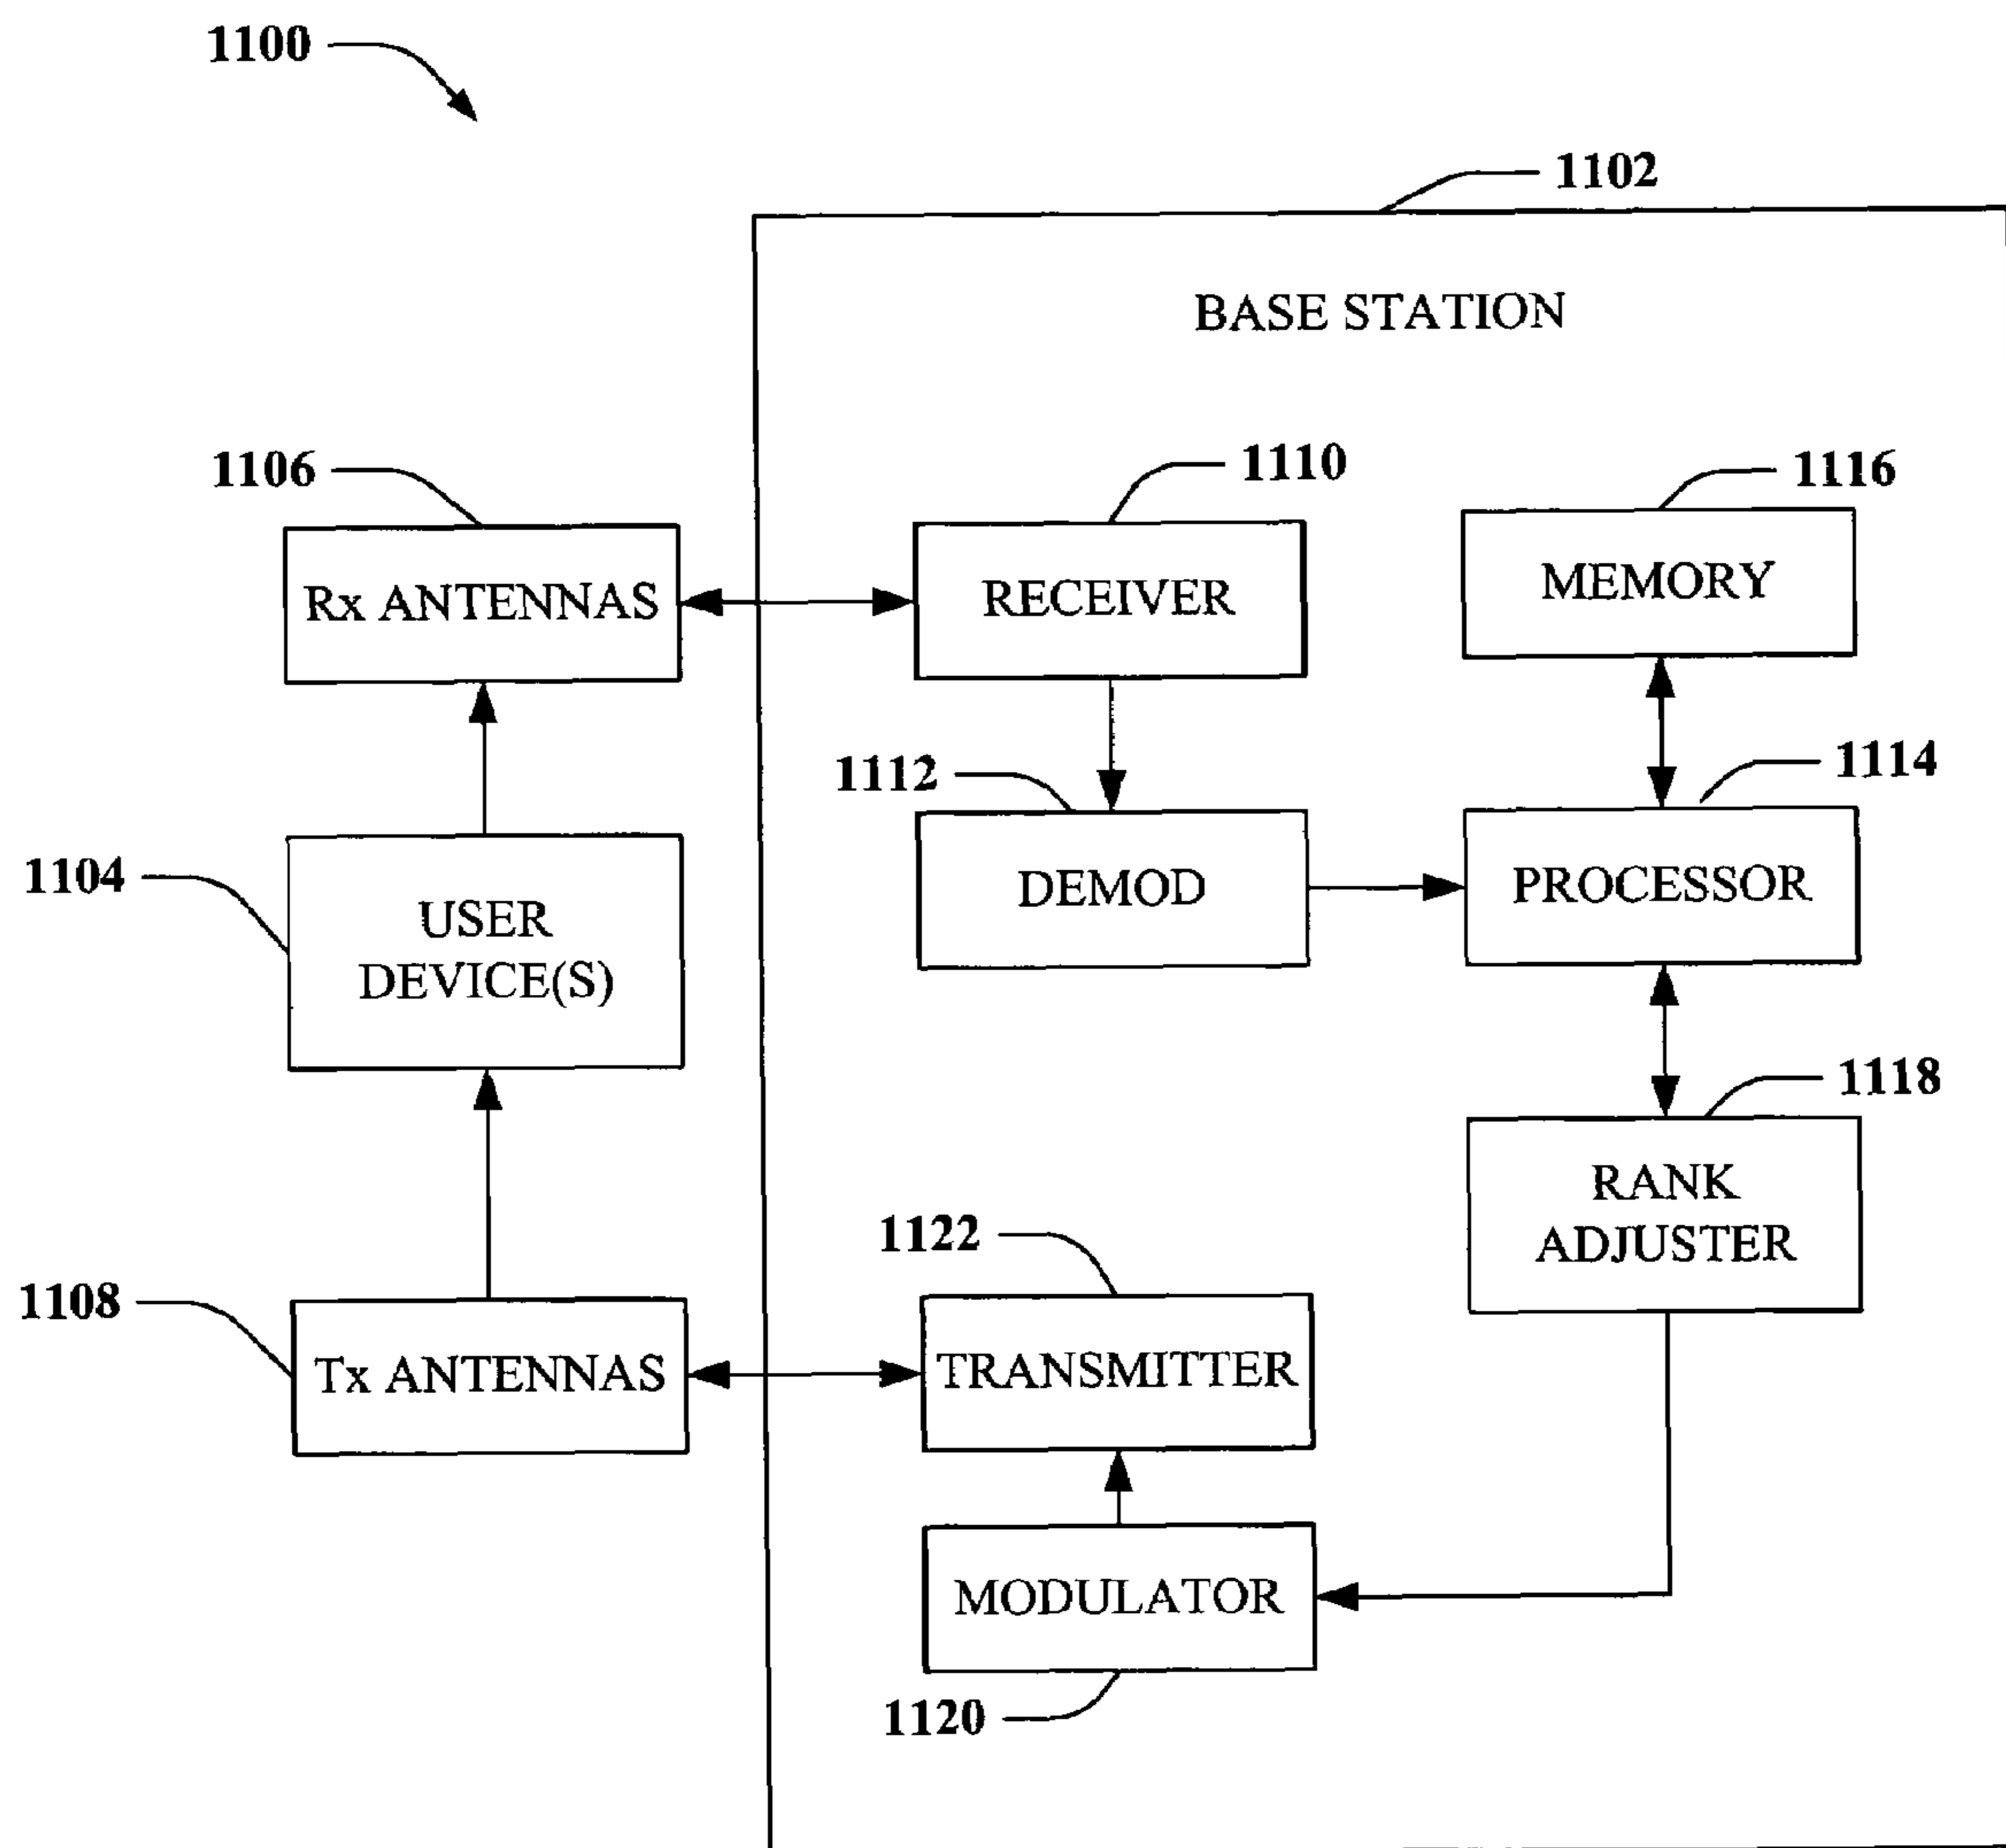 1100
1102
BASE STATION
1106
1110
1116
Rx ANTENNAS
RECEIVER
MEMORY
1112
1114
1104
DEMOD
PROCESSOR
USER
DEVICE(S)
1118
RANK
ADJUSTER
1122
1108
Tx ANTENNAS
TRANSMITTER
MODULATOR
1120